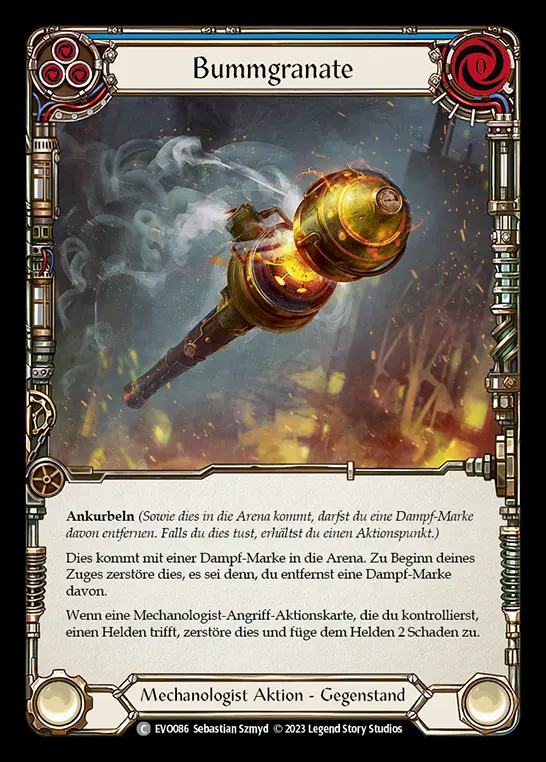 Bummgranate
0
Ankurbeln (Sowie dies in die Arena kommt, darfst du eine Dampf-Marke
davon entfernen. Falls du dies tust, erhältst du einen Aktionspunkt.)
Dies kommt mit einer Dampf-Marke in die Arena. Zu Beginn deines
Zuges zerstöre dies, es sei denn, du entfernst eine Dampf-Marke
davon.
Wenn eine Mechanologist-Angriff-Aktionskarte, die du kontrollierst,
einen Helden trifft, zerstöre dies und füge dem Helden 2 Schaden zu.
Mechanologist Aktion - Gegenstand
C EVO086 Sebastian Szmyd © 2023 Legend Story Studios